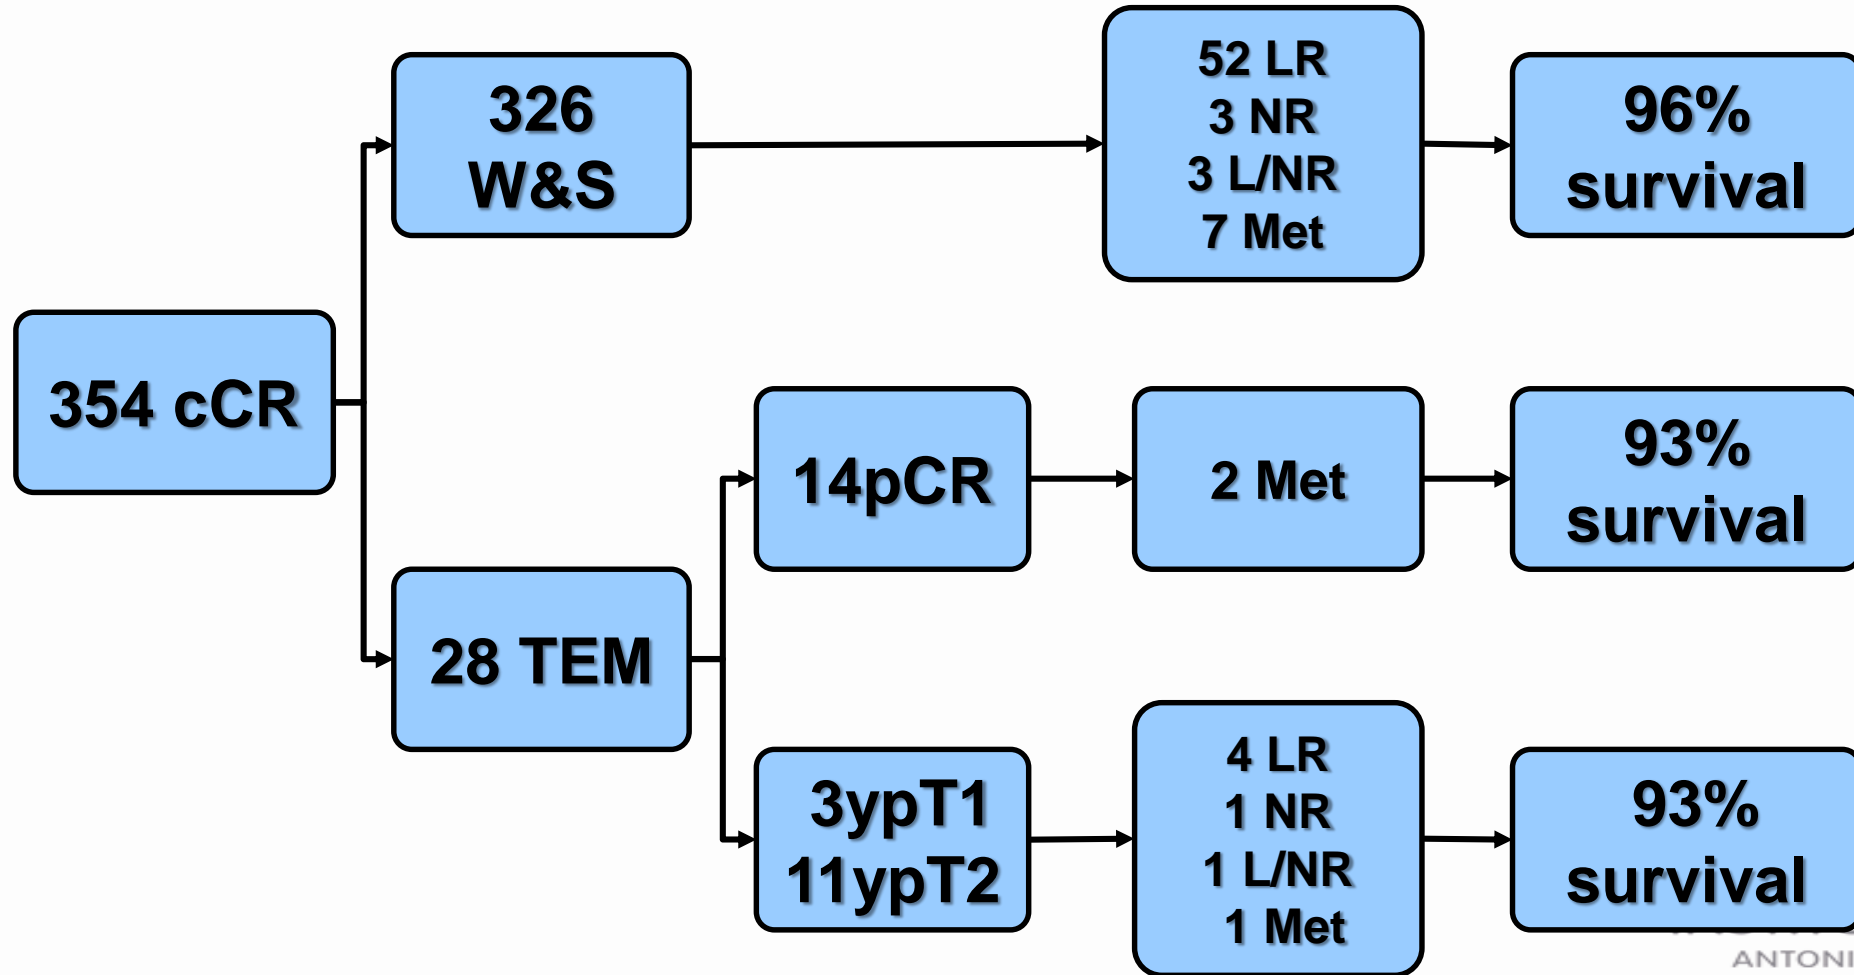 326
W&S
52 LR
3 NR
3 L/NR
7 Met
96%
survival
354 cCR
28 TEM
14pCR
2 Met
93%
survival
3ypT1
11ypT2
4 LR
1 NR
1 L/NR
1 Met
93%
survival
ANTONI